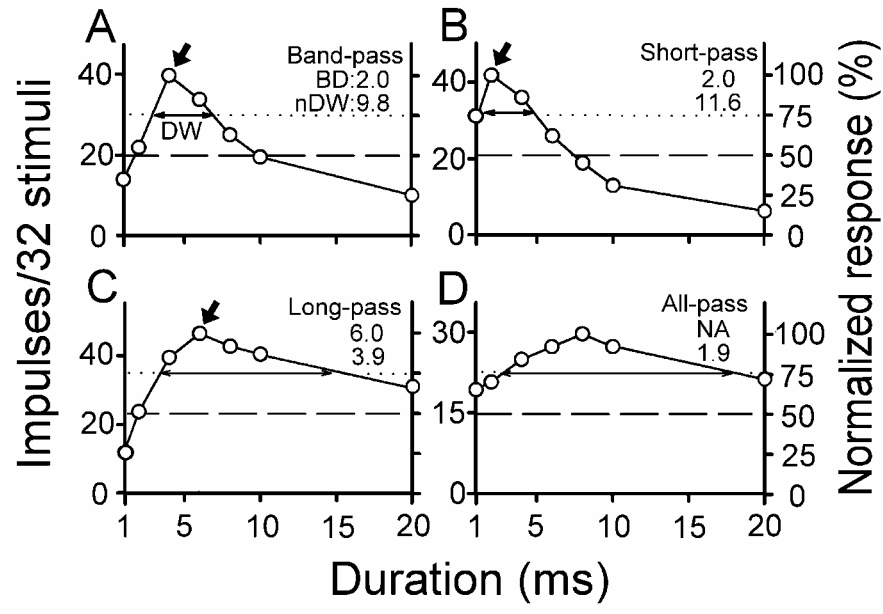 A
Band-pass
BD:2.0
nDW:9.8
DW
40
20
0
B
Short-pass
2.0
11.6
40
20
0
100
75
50
25
0
C
Long-pass
6.0
3.9
40
20
0
1 5 10 15 20
D
All-pass
NA
1.9
30
15
0
100
75
50
25
0
1 5 10 15 20
Impulses/32 stimuli
Normalized response (%)
Duration (ms)